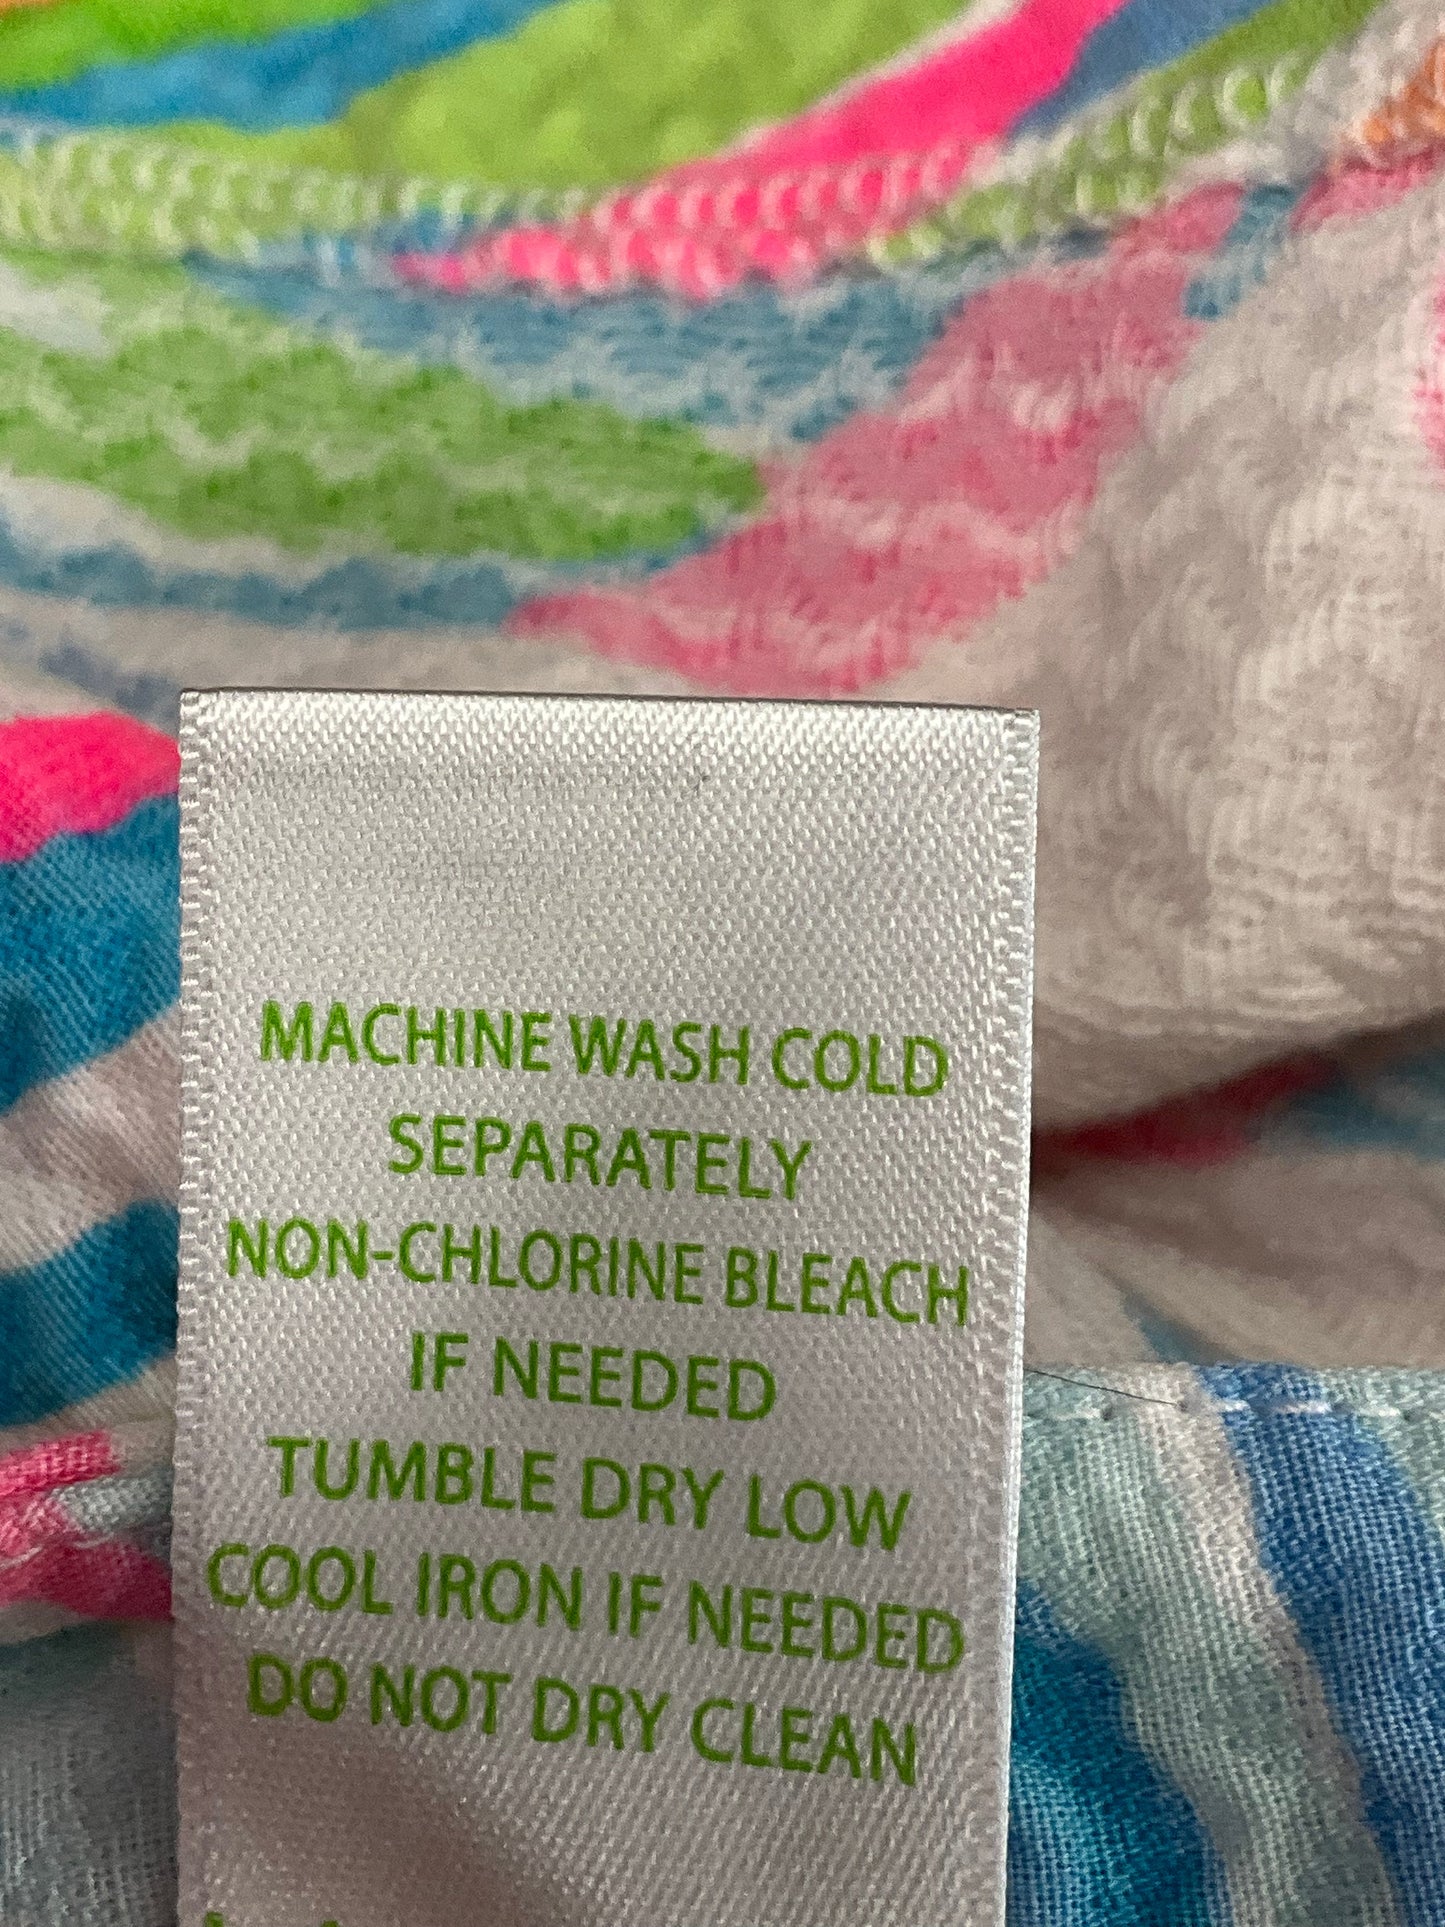 MACHINE WASH COLD
SEPARATELY
NON-CHLORINE BLEACH
IF NEEDED
TUMBLE DRY LOW
COOL IRON IF NEEDED
DO NOT DRY CLEAN